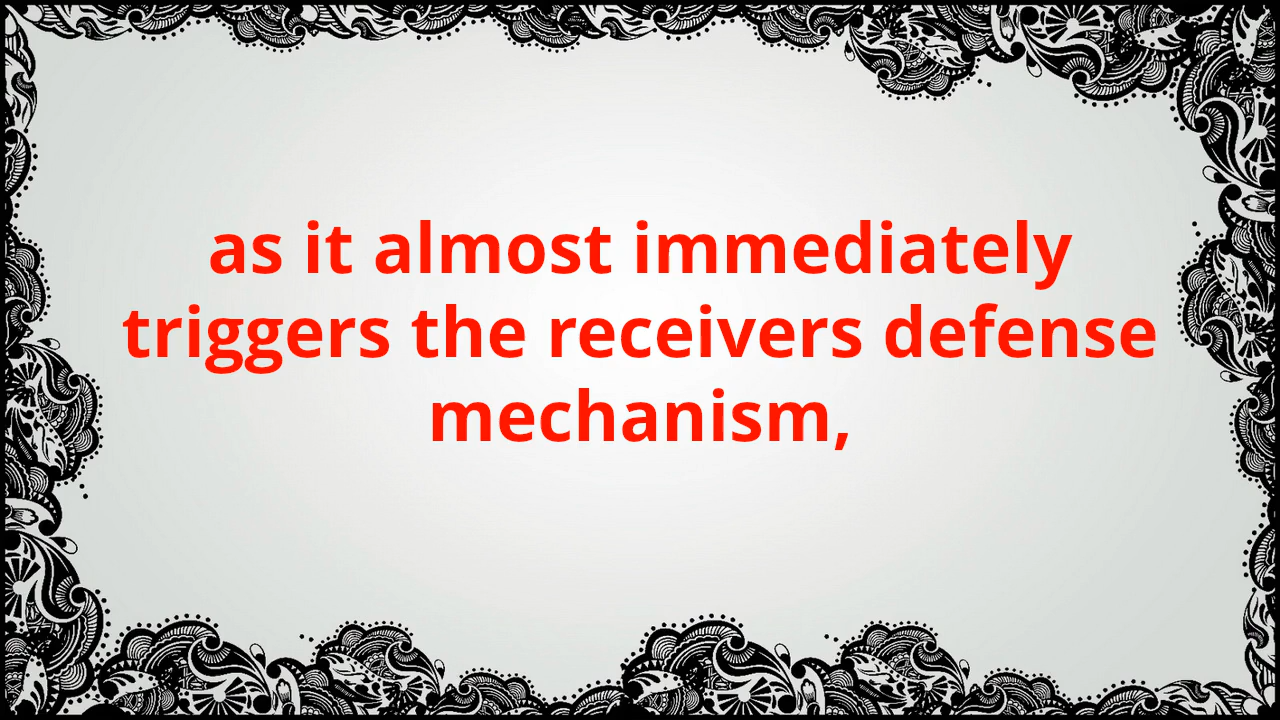 as it almost immediately
triggers the receivers defense
mechanism,